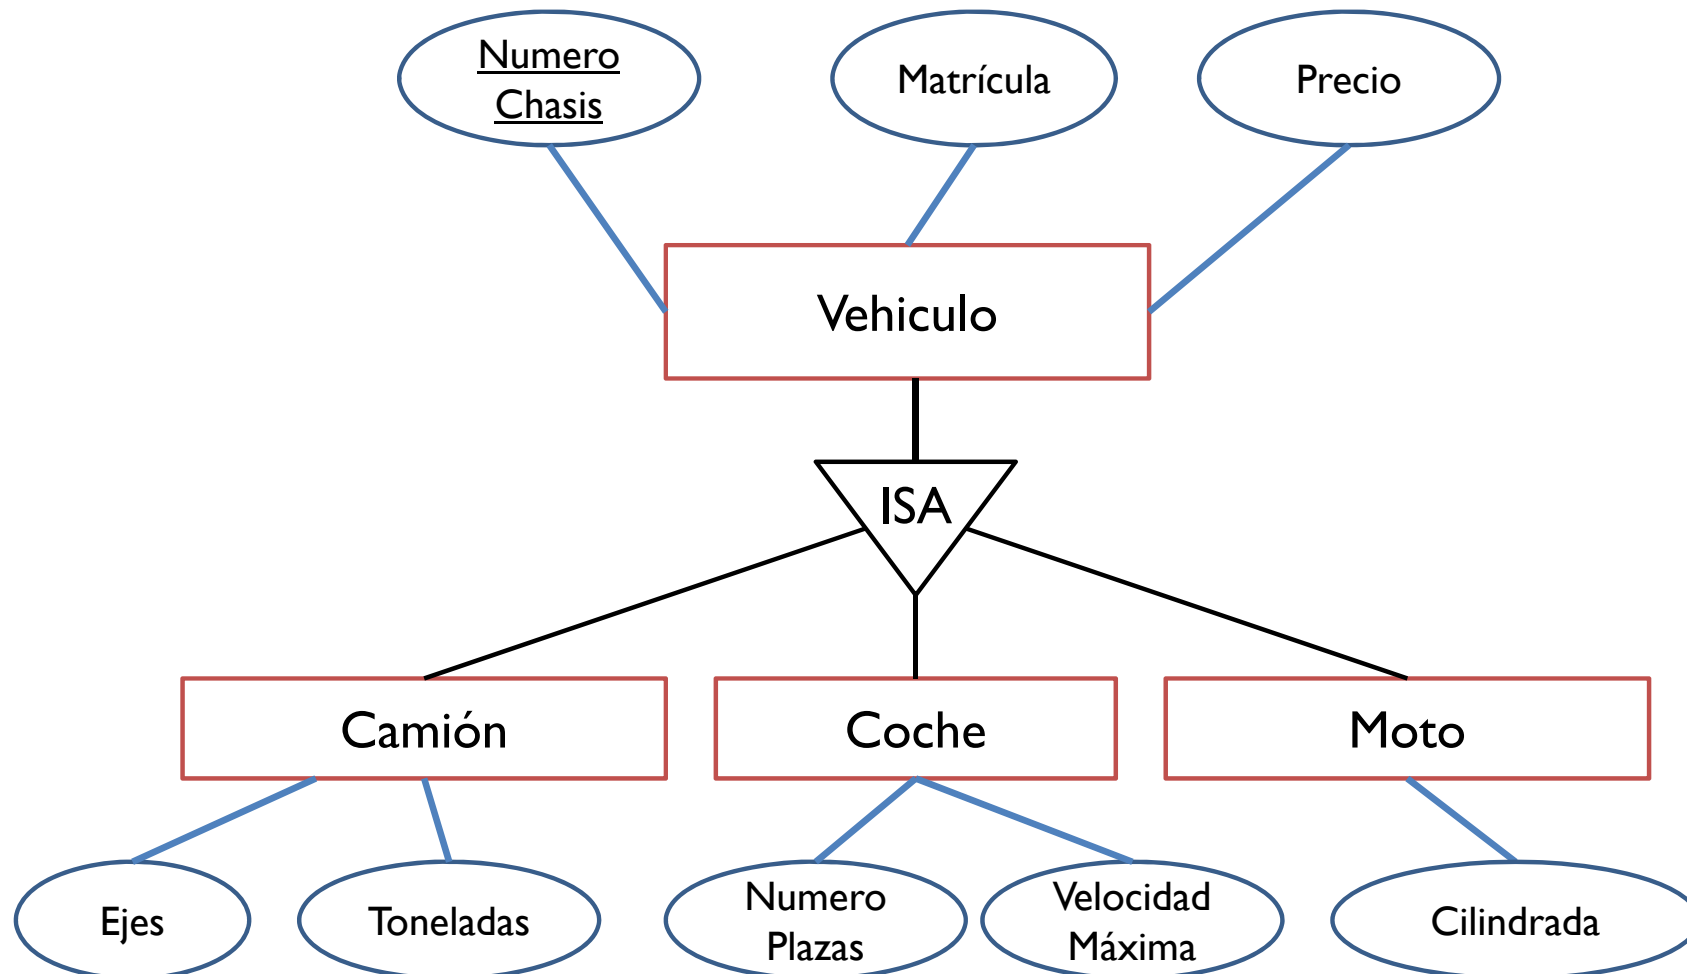 Numero
Chasis
Matrícula
Precio
Vehiculo
ISA
Camión
Coche
Moto
Ejes
Toneladas
Numero
Plazas
Velocidad
Máxima
Cilindrada